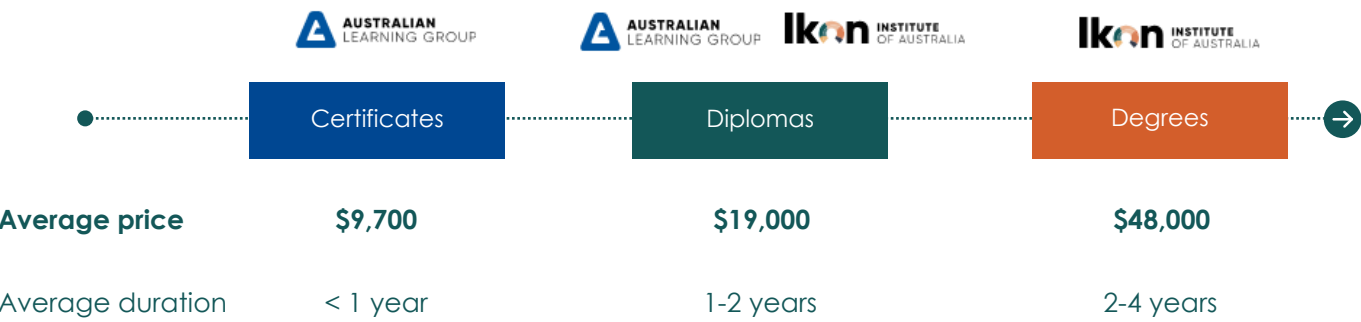 AUSTRALIAN
LEARNING GROUP
AUSTRALIAN
LEARNING GROUP
Ikon INSTITUTE
OF AUSTRALIA
Ikon INSTITUTE
OF AUSTRALIA
Certificates
Diplomas
Degrees
Average price $9,700 $19,000 $48,000
Average duration < 1 year 1-2 years 2-4 years